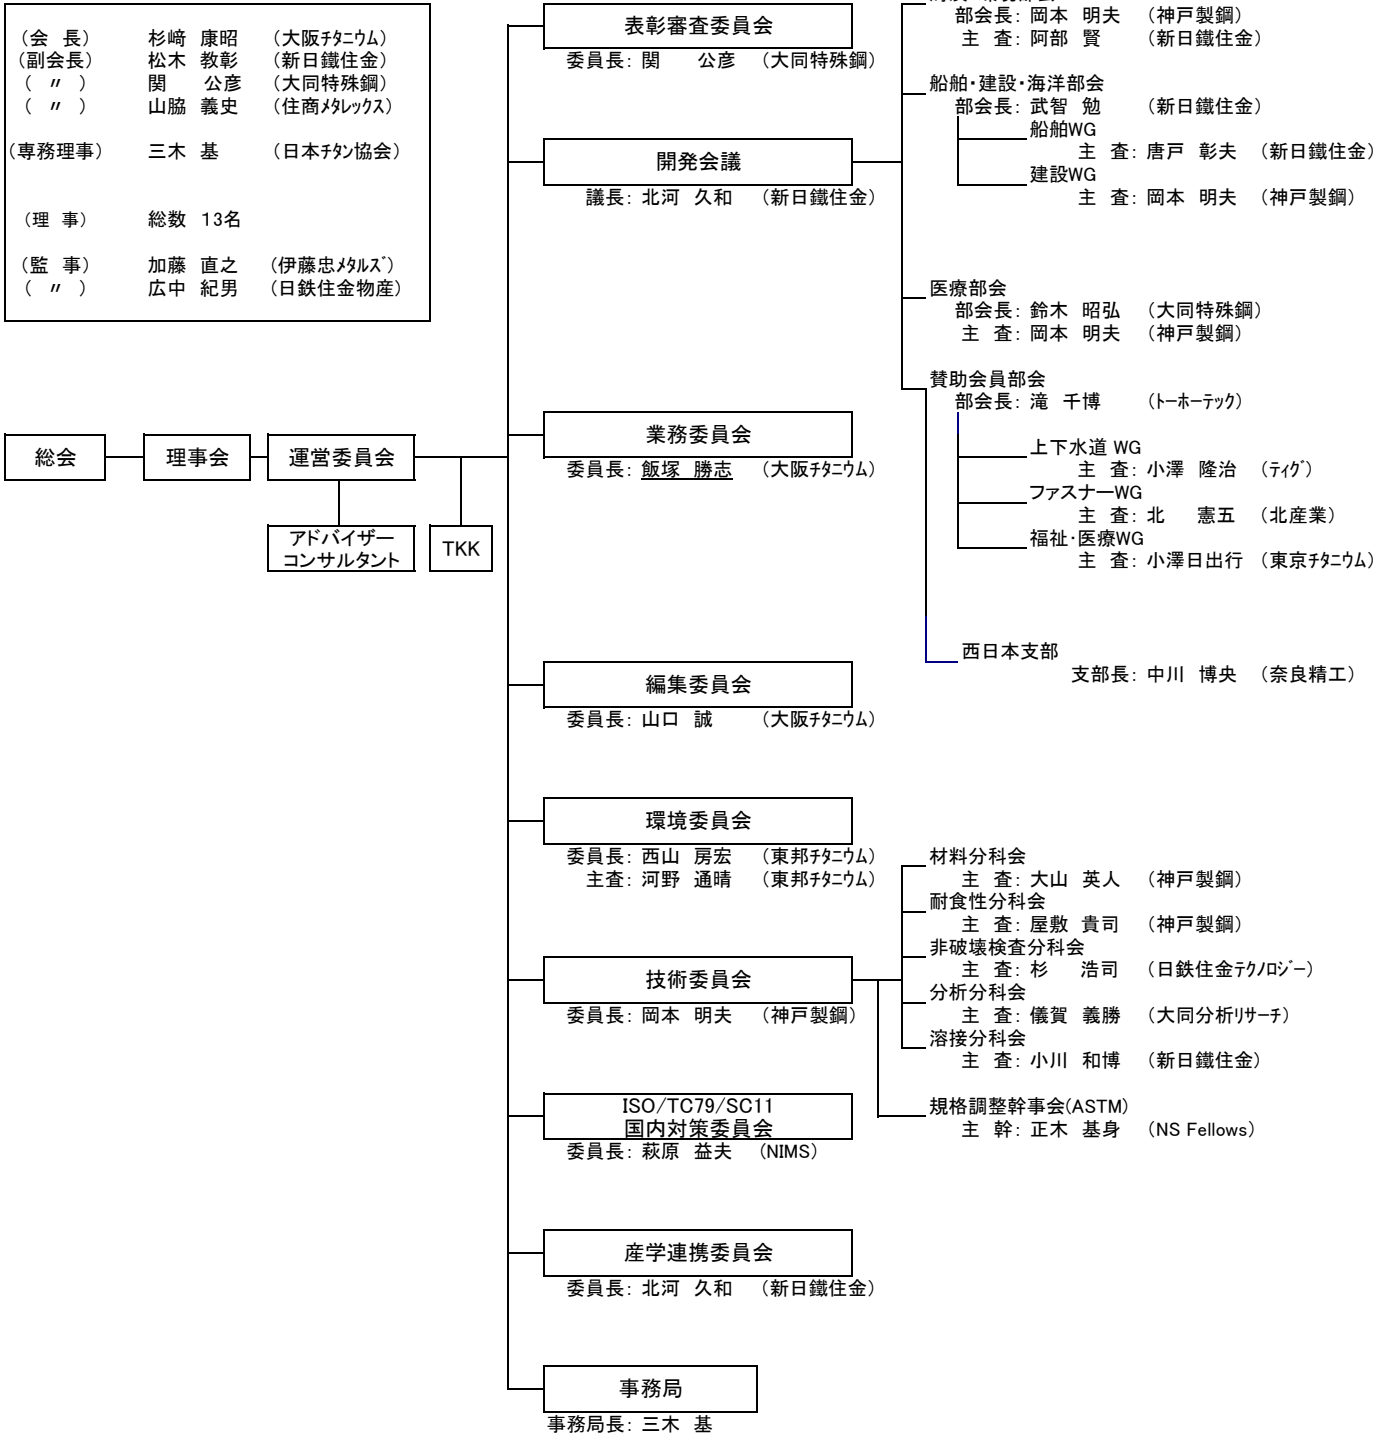 （会　長）　杉﨑　康昭　（大阪ﾁﾀﾆｳﾑ）
（副会長）　松木　教彰　（新日鐵住金）
（　〃　）　関　　公彦　（大同特殊鋼）
（　〃　）　山脇　義史　（住商ﾒﾀﾚｯｸｽ）
（専務理事）　三木　基　（日本ﾁﾀﾝ協会）
（理　事）　総数　13名
（監　事）　加藤　直之　（伊藤忠ﾒﾀﾙｽﾞ）
（　〃　）　広中　紀男　（日鉄住金物産）
総会
理事会
運営委員会
アドバイザー
コンサルタント
TKK
表彰審査委員会
委員長：関　　公彦　（大同特殊鋼）
開発会議
議長：北河　久和　（新日鐵住金）
業務委員会
委員長：飯塚　勝志　（大阪ﾁﾀﾆｳﾑ）
編集委員会
委員長：山口　誠　（大阪ﾁﾀﾆｳﾑ）
環境委員会
委員長：西山　房宏　（東邦ﾁﾀﾆｳﾑ）
主査：河野　通晴　（東邦ﾁﾀﾆｳﾑ）
技術委員会
委員長：岡本　明夫　（神戸製鋼）
ISO/TC79/SC11
国内対策委員会
委員長：萩原　益夫　（NIMS）
産学連携委員会
委員長：北河　久和　（新日鐵住金）
事務局
事務局長：三木　基
部会長：岡本　明夫　（神戸製鋼）
主　査：阿部　賢　（新日鐵住金）
船舶・建設・海洋部会
部会長：武智　勉　（新日鐵住金）
船舶WG
主　査：唐戸　彰夫　（新日鐵住金）
建設WG
主　査：岡本　明夫　（神戸製鋼）
医療部会
部会長：鈴木　昭弘　（大同特殊鋼）
主　査：岡本　明夫　（神戸製鋼）
賛助会員部会
部会長：滝　千博　（ﾄｰﾎｰﾃｯｸ）
上下水道 WG
主　査：小澤　隆治　（ﾃｨｸﾞ）
ファスナーWG
主　査：北　　憲五　（北産業）
福祉・医療WG
主　査：小澤日出行　（東京ﾁﾀﾆｳﾑ）
西日本支部
支部長：中川　博央　（奈良精工）
材料分科会
主　査：大山　英人　（神戸製鋼）
耐食性分科会
主　査：屋敷　貴司　（神戸製鋼）
非破壊検査分科会
主　査：杉　　浩司　（日鉄住金ﾃｸﾉﾛｼﾞｰ）
分析分科会
主　査：儀賀　義勝　（大同分析ﾘｻｰﾁ）
溶接分科会
主　査：小川　和博　（新日鐵住金）
規格調整幹事会(ASTM)
主　幹：正木　基身　（NS Fellows）